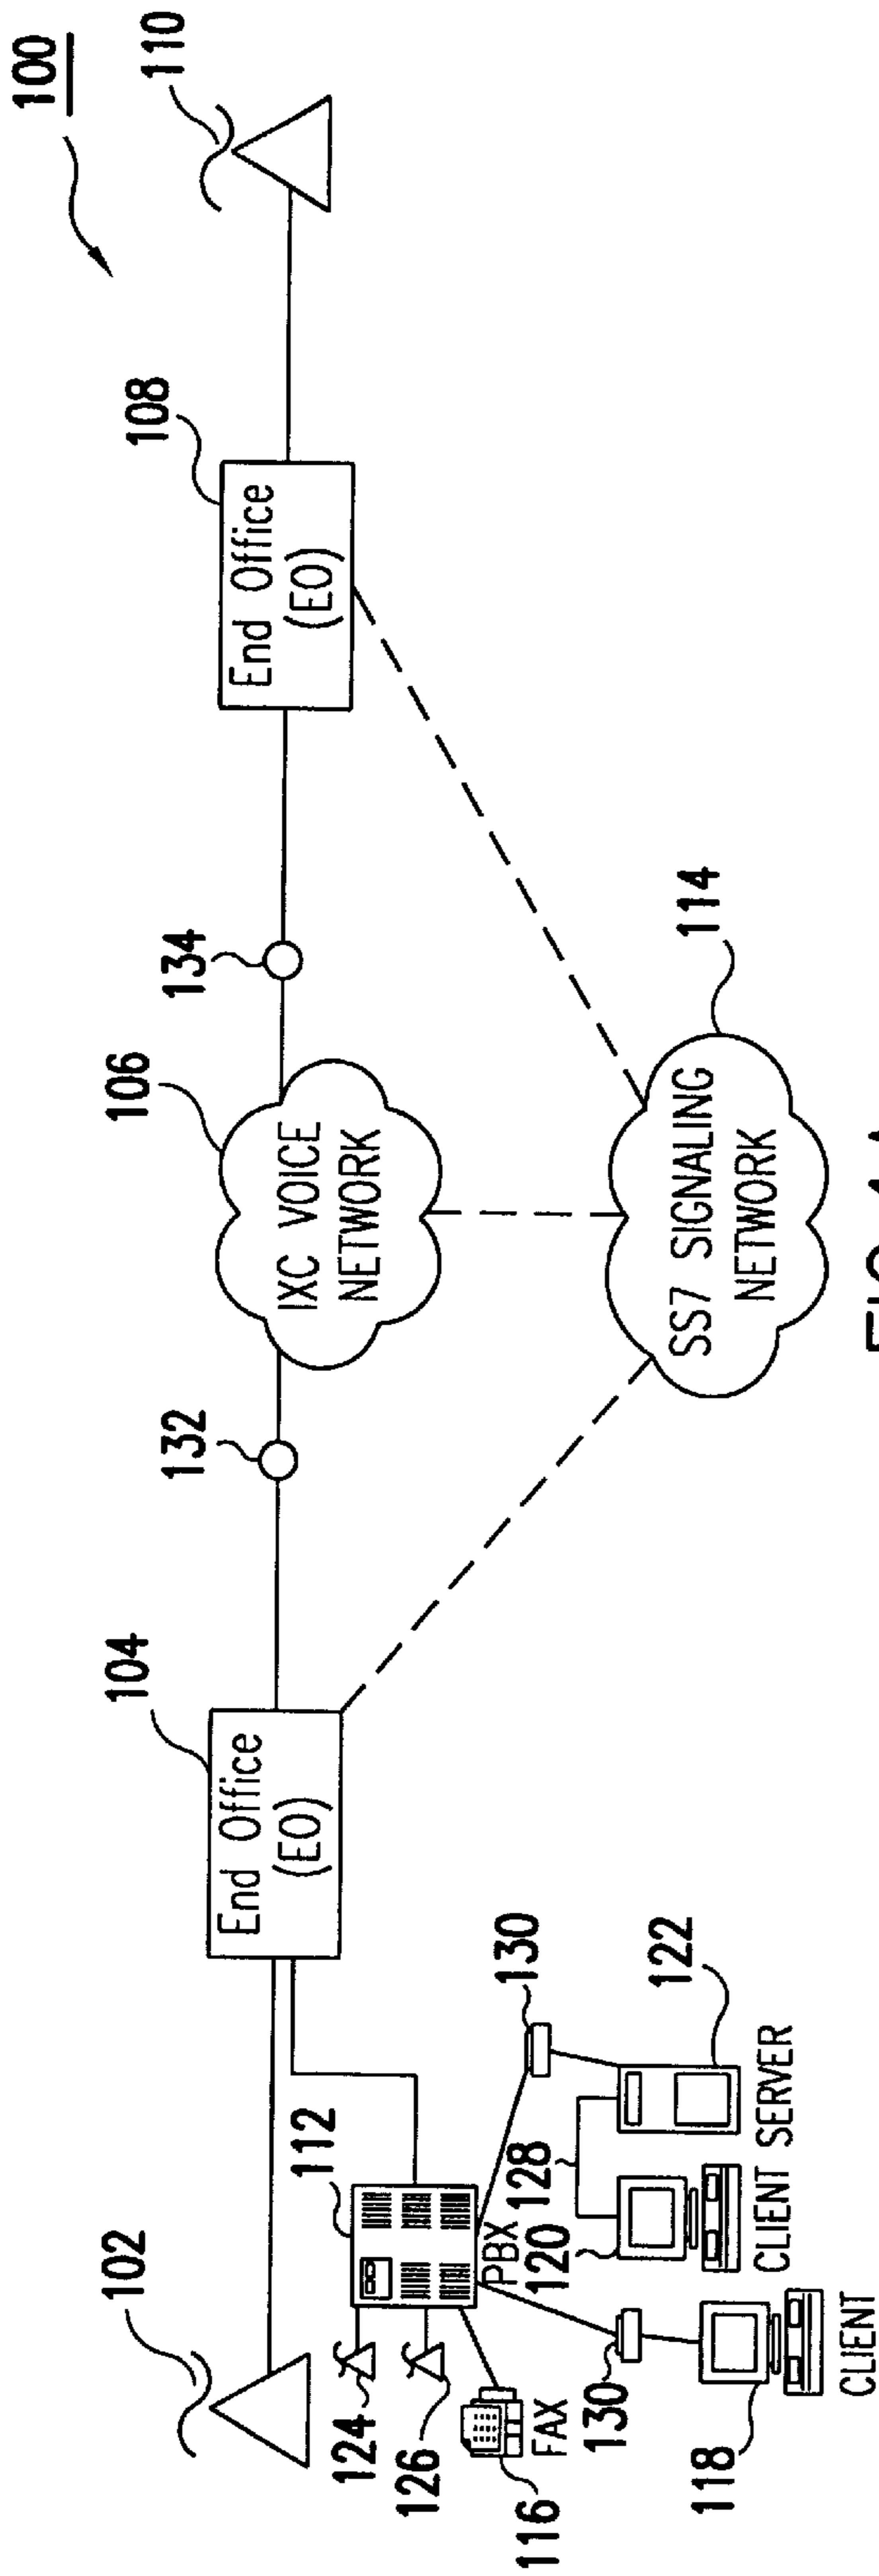 100
110
108
End Office
(EO)
134
106
IXC VOICE
NETWORK
132
104
End Office
(EO)
114
SS7 SIGNALING
NETWORK
102
112
PBX
124
126
116
FAX
130
130
128
120
122
CLIENT
SERVER
118
CLIENT